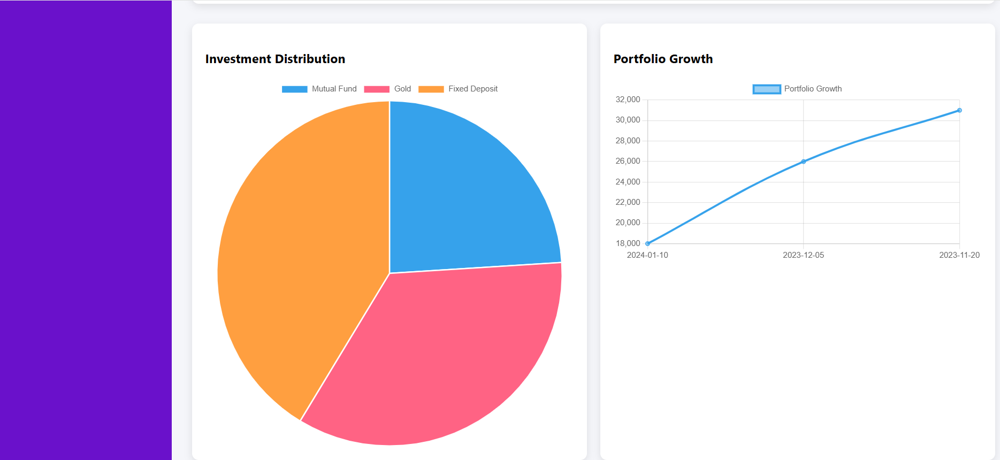 Investment Distribution
Mutual Fund Gold Fixed Deposit
Portfolio Growth
Portfolio Growth
32,000
30,000
28,000
26,000
24,000
22,000
20,000
18,000
2024-01-10 2023-12-05 2023-11-20